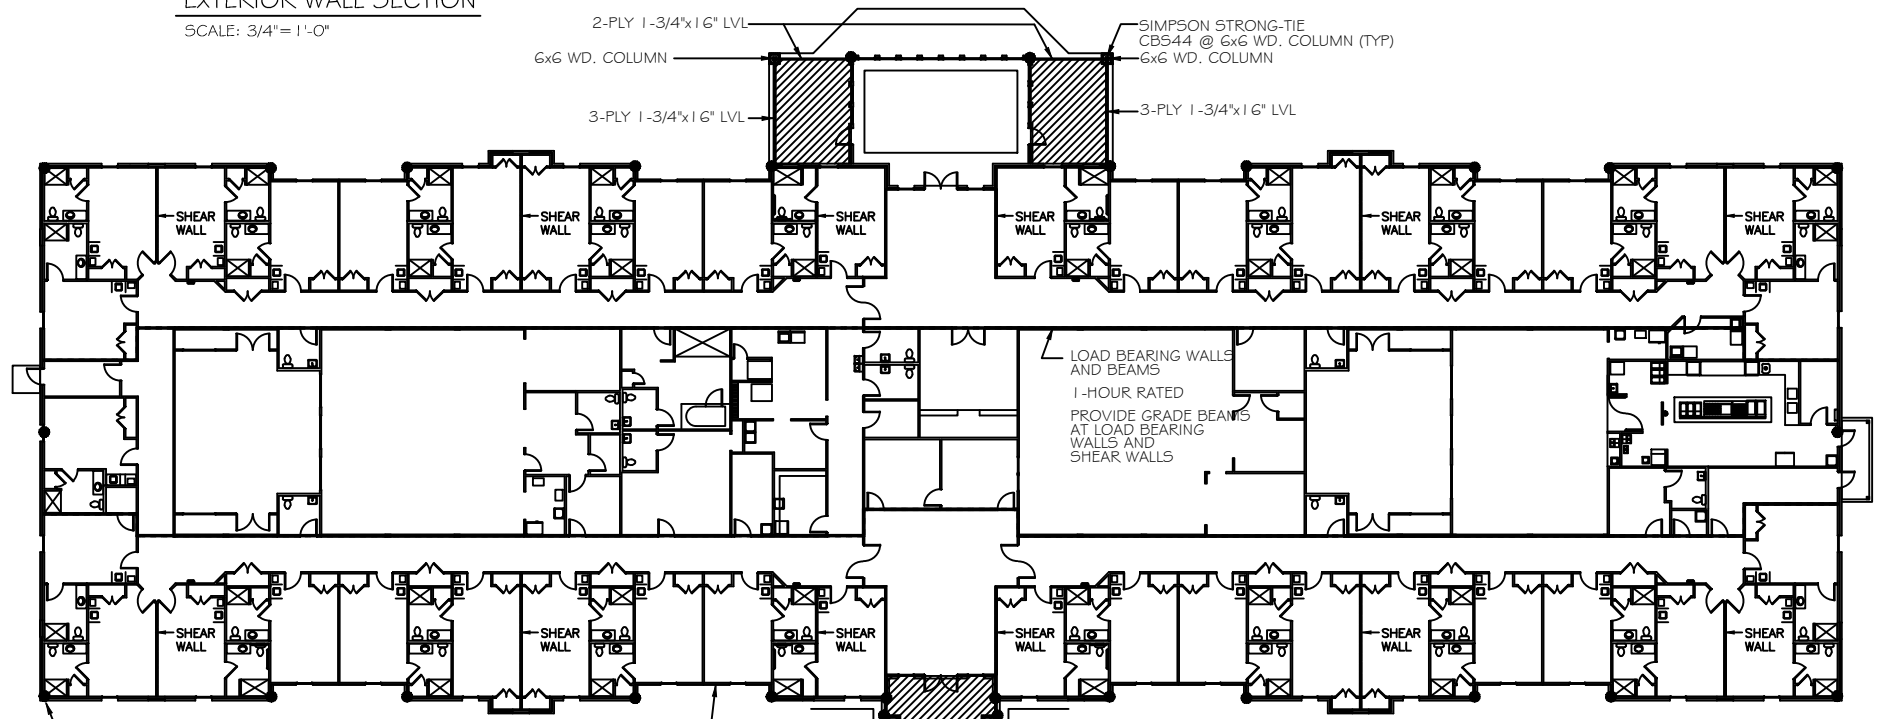 EXTERIOR WALL SECTION
SCALE: 3/4"=1'-0"
2-PLY 1-3/4"x16" LVL
SIMPSON STRONG-TIE
CBS44 @ 6x6 WD. COLUMN (TYP)
6x6 WD. COLUMN
6x6 WD. COLUMN
3-PLY 1-3/4"x16" LVL
3-PLY 1-3/4"x16" LVL
SHEAR
WALL
SHEAR
WALL
SHEAR
WALL
SHEAR
WALL
SHEAR
WALL
SHEAR
WALL
LOAD BEARING WALLS
AND BEAMS
1-HOUR RATED
PROVIDE GRADE BEAMS
AT LOAD BEARING
WALLS AND
SHEAR WALLS
SHEAR
WALL
SHEAR
WALL
SHEAR
WALL
SHEAR
WALL
SHEAR
WALL
SHEAR
WALL